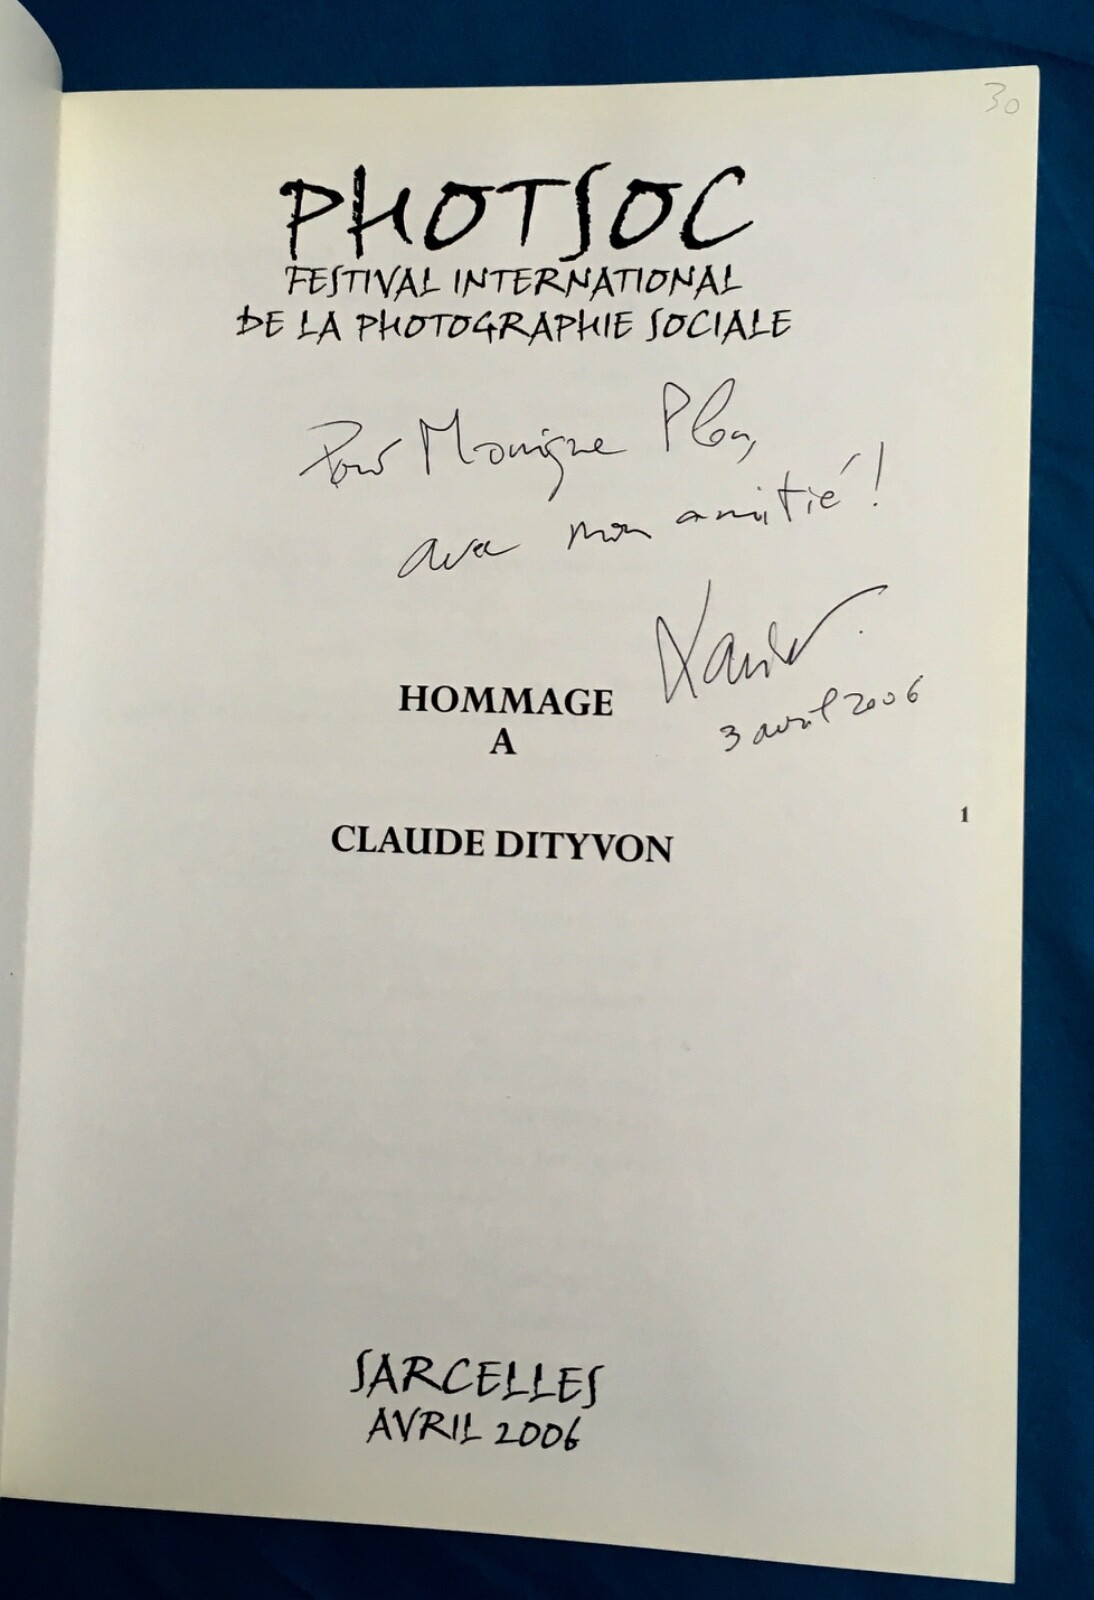 30
PHOTSOC
FESTIVAL INTERNATIONAL
DE LA PHOTOGRAPHIE SOCIALE
Pour Monique Plon,
avec mon amitié !
Xavier.
3 avril 2006
HOMMAGE
A
1
CLAUDE DITYVON
SARCELLES
AVRIL 2006